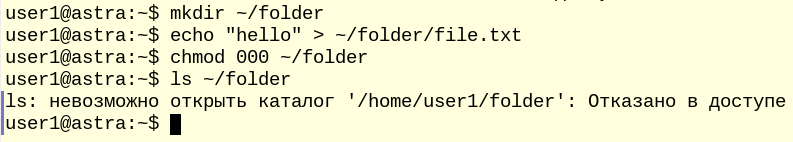 user1@astra:~$ mkdir ~/folder
user1@astra:~$ echo "hello" > ~/folder/file.txt
user1@astra:~$ chmod 000 ~/folder
user1@astra:~$ ls ~/folder
ls: невозможно открыть каталог '/home/user1/folder': Отказано в доступе
user1@astra:~$